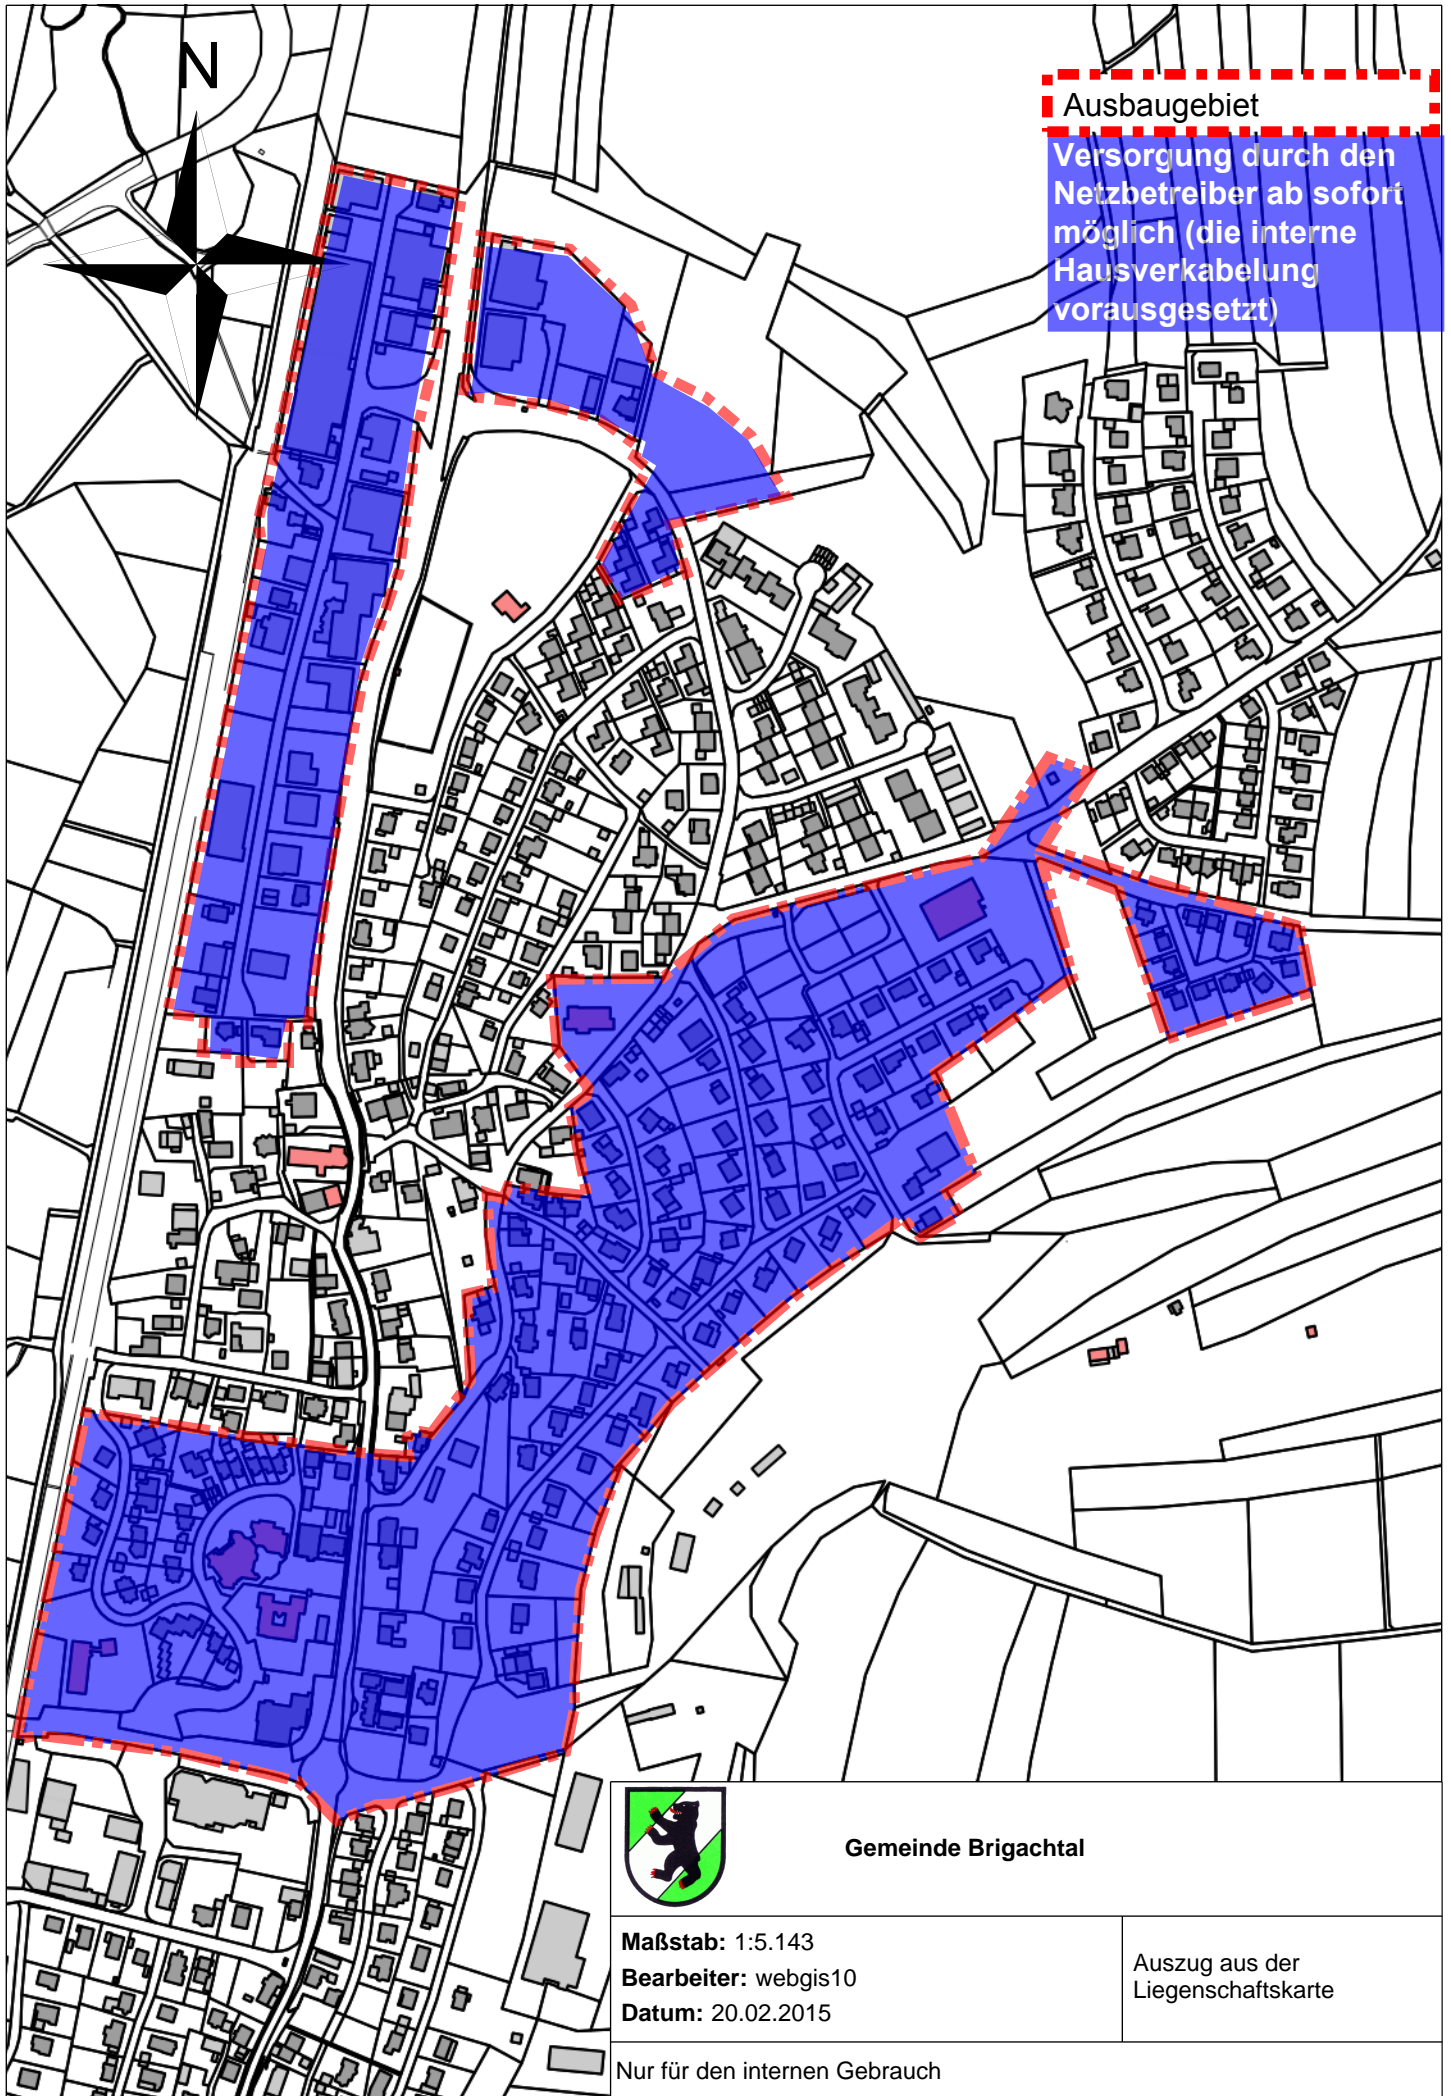 N
Ausbaugebiet
Versorgung durch den
Netzbetreiber ab sofort
möglich (die interne
Hausverkabelung
vorausgesetzt)
Gemeinde Brigachtal
Maßstab: 1:5.143
Bearbeiter: webgis10
Datum: 20.02.2015
Auszug aus der
Liegenschaftskarte
Nur für den internen Gebrauch